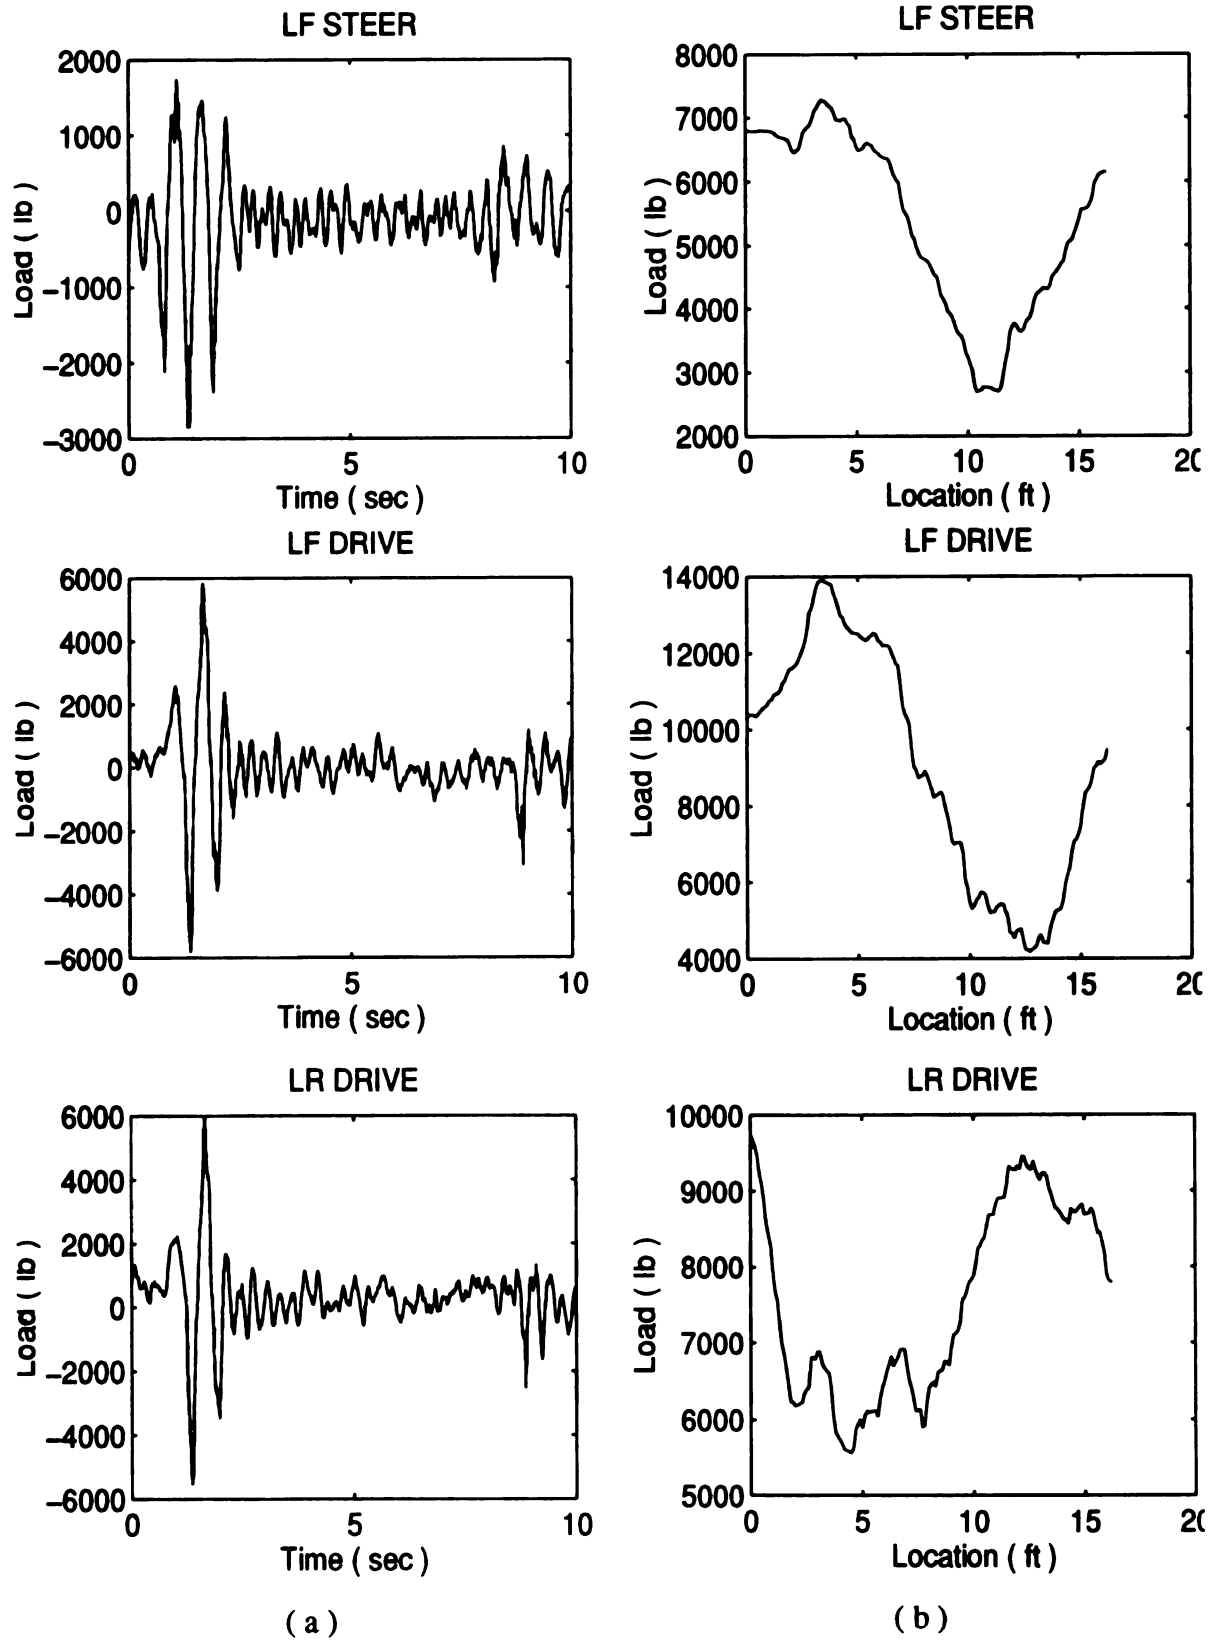 LF STEER
2000
1000
0
−1000
−2000
−3000
Load ( lb )
0 5 10
Time ( sec )
LF STEER
8000
7000
6000
5000
4000
3000
2000
Load ( lb )
0 5 10 15 20
Location ( ft )
LF DRIVE
6000
4000
2000
0
−2000
−4000
−6000
Load ( lb )
0 5 10
Time ( sec )
LF DRIVE
14000
12000
10000
8000
6000
4000
Load ( lb )
0 5 10 15 20
Location ( ft )
LR DRIVE
6000
4000
2000
0
−2000
−4000
−6000
Load ( lb )
0 5 10
Time ( sec )
LR DRIVE
10000
9000
8000
7000
6000
5000
Load ( lb )
0 5 10 15 20
Location ( ft )
( a )
( b )